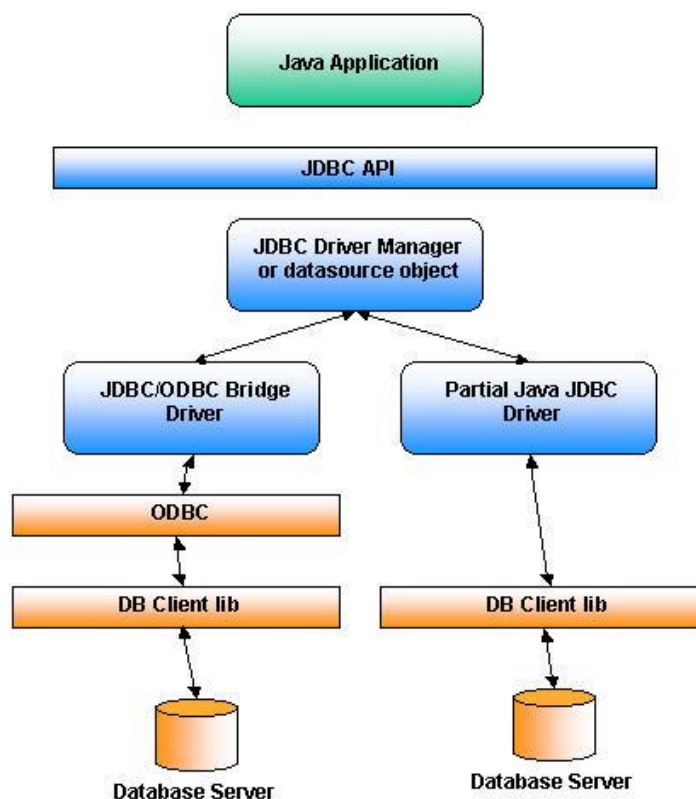 Java Application
JDBC API
JDBC Driver Manager
or datasource object
JDBC/ODBC Bridge
Driver
Partial Java JDBC
Driver
ODBC
DB Client lib
DB Client lib
Database Server
Database Server